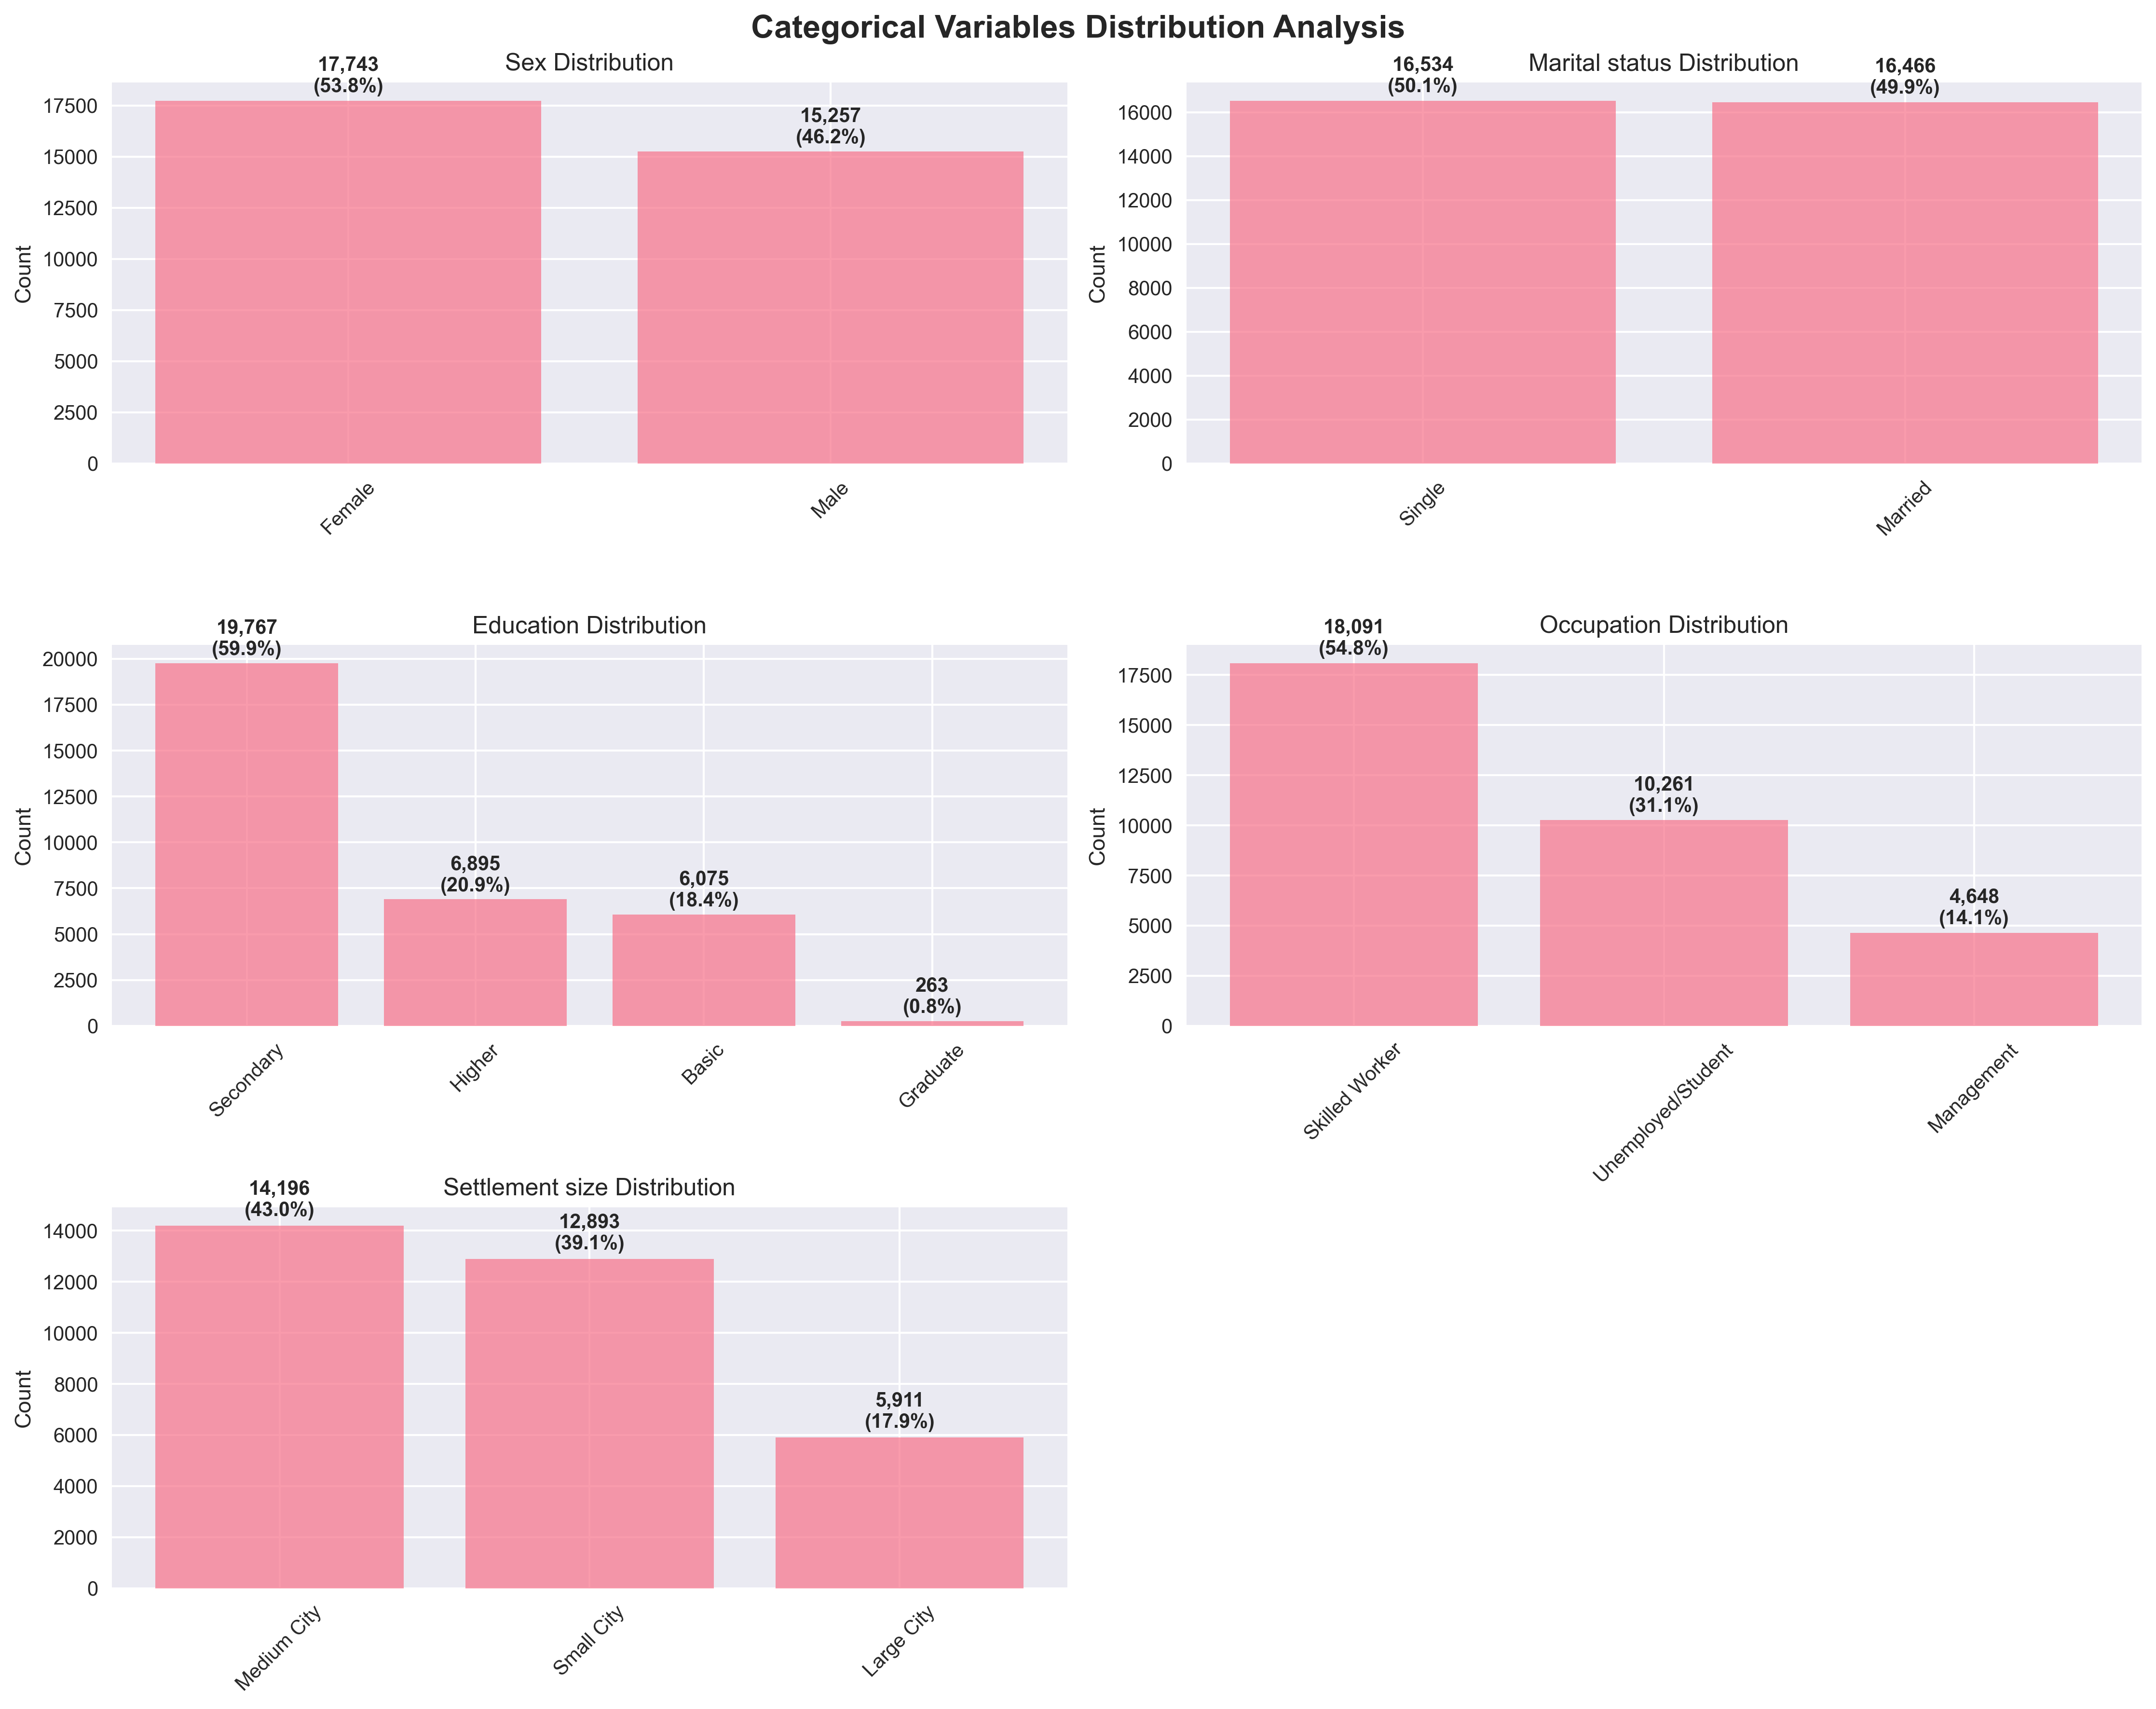 Categorical Variables Distribution Analysis
Sex Distribution
17,743
(53.8%)
15,257
(46.2%)
17500
15000
12500
10000
7500
5000
2500
0
Count
Female
Male
Marital status Distribution
16,534
(50.1%)
16,466
(49.9%)
16000
14000
12000
10000
8000
6000
4000
2000
0
Count
Single
Married
Education Distribution
19,767
(59.9%)
6,895
(20.9%)
6,075
(18.4%)
263
(0.8%)
20000
17500
15000
12500
10000
7500
5000
2500
0
Count
Secondary
Higher
Basic
Graduate
Occupation Distribution
18,091
(54.8%)
10,261
(31.1%)
4,648
(14.1%)
17500
15000
12500
10000
7500
5000
2500
0
Count
Skilled Worker
Unemployed/Student
Management
Settlement size Distribution
14,196
(43.0%)
12,893
(39.1%)
5,911
(17.9%)
14000
12000
10000
8000
6000
4000
2000
0
Count
Medium City
Small City
Large City